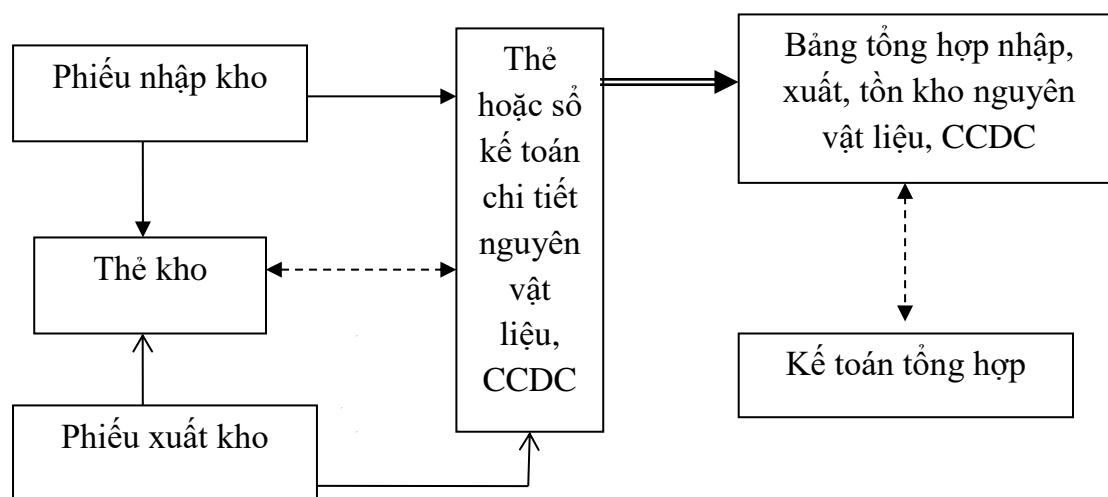 Phiếu nhập kho
Thẻ kho
Phiếu xuất kho
Thẻ
hoặc sổ
kế toán
chi tiết
nguyên
vật
liệu,
CCDC
Bảng tổng hợp nhập,
xuất, tồn kho nguyên
vật liệu, CCDC
Kế toán tổng hợp